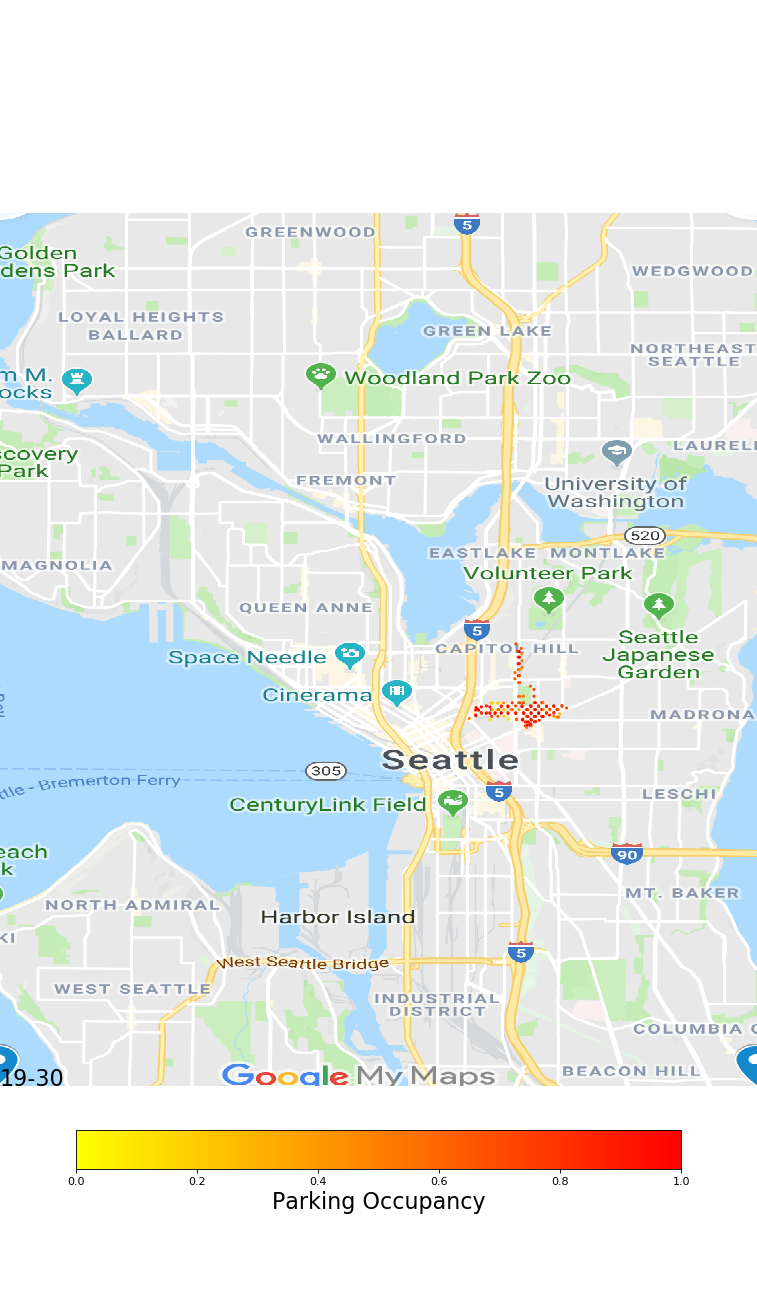 GREENWOOD
5
Golden
dens Park
WEDGWOOD
LOYAL HEIGHTS
BALLARD
GREEN LAKE
NORTHEAST
SEATTLE
m M.
ocks
Woodland Park Zoo
WALLINGFORD
LAUREL
scovery
Park
FREMONT
University of
Washington
520
EASTLAKE
MONTLAKE
MAGNOLIA
Volunteer Park
QUEEN ANNE
5
CAPITOL HILL
Seattle
Japanese
Garden
Space Needle
Cinerama
MADRONA
Seattle
305
ttle - Bremerton Ferry
5
LESCHI
CenturyLink Field
each
k
90
MT. BAKER
NORTH ADMIRAL
Harbor Island
KI
5
West Seattle Bridge
WEST SEATTLE
INDUSTRIAL
DISTRICT
COLUMBIA C
BEACON HILL
19-30
Google My Maps
0.0 0.2 0.4 0.6 0.8 1.0
Parking Occupancy